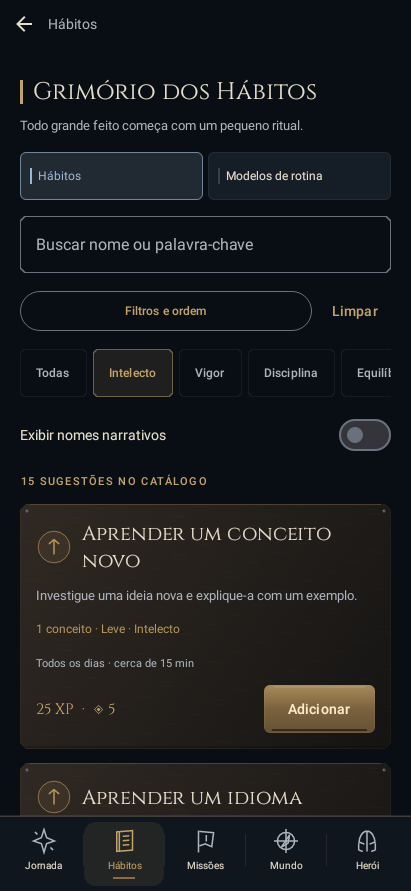 Hábitos
Grimório dos Hábitos
Todo grande feito começa com um pequeno ritual.
Hábitos
Modelos de rotina
Buscar nome ou palavra-chave
Filtros e ordem
Limpar
Todas
Intelecto
Vigor
Disciplina
Equilíb
Exibir nomes narrativos
15 SUGESTÕES NO CATÁLOGO
Aprender um conceito
novo
Investigue uma ideia nova e explique-a com um exemplo.
1 conceito · Leve · Intelecto
Todos os dias · cerca de 15 min
25 XP · ◈ 5
Adicionar
Aprender um idioma
Jornada
Hábitos
Missões
Mundo
Herói